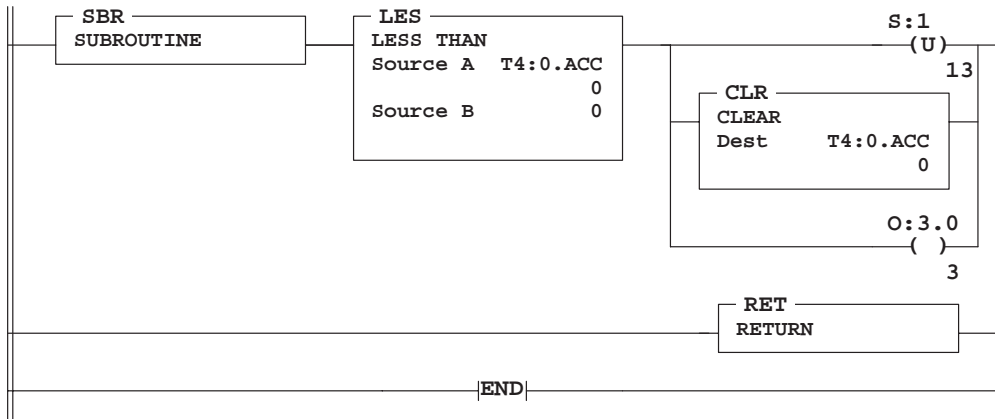 SBR
SUBROUTINE
LES
LESS THAN
Source A T4:0.ACC
0
Source B 0
S:1
(U)
13
CLR
CLEAR
Dest T4:0.ACC
0
O:3.0
( )
3
RET
RETURN
END